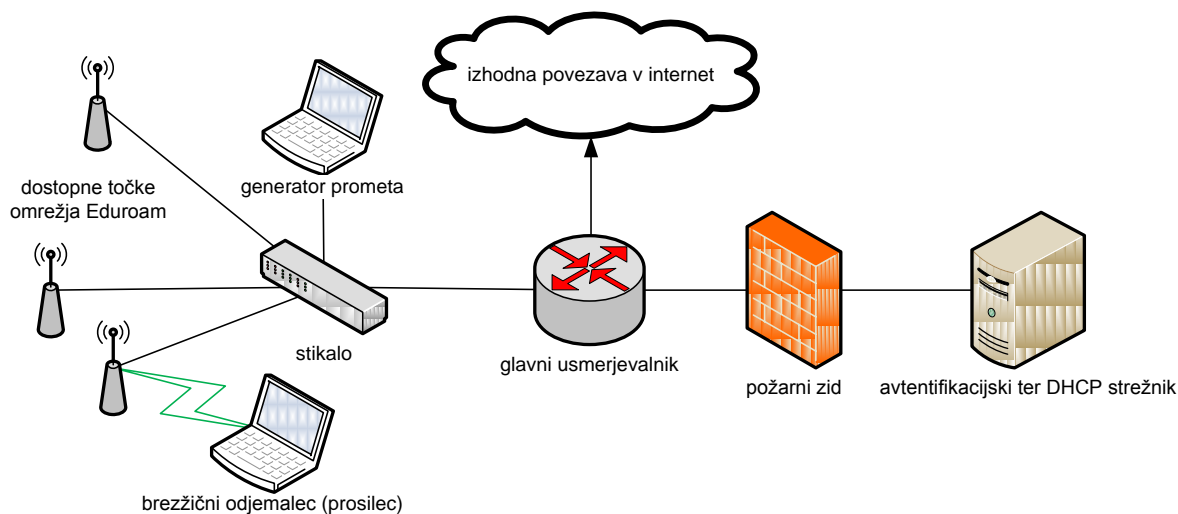 izhodna povezava v internet
dostopne točke
omrežja Eduroam
generator prometa
stikalo
glavni usmerjevalnik
požarni zid
avtentifikacijski ter DHCP strežnik
brezžični odjemalec (prosilec)